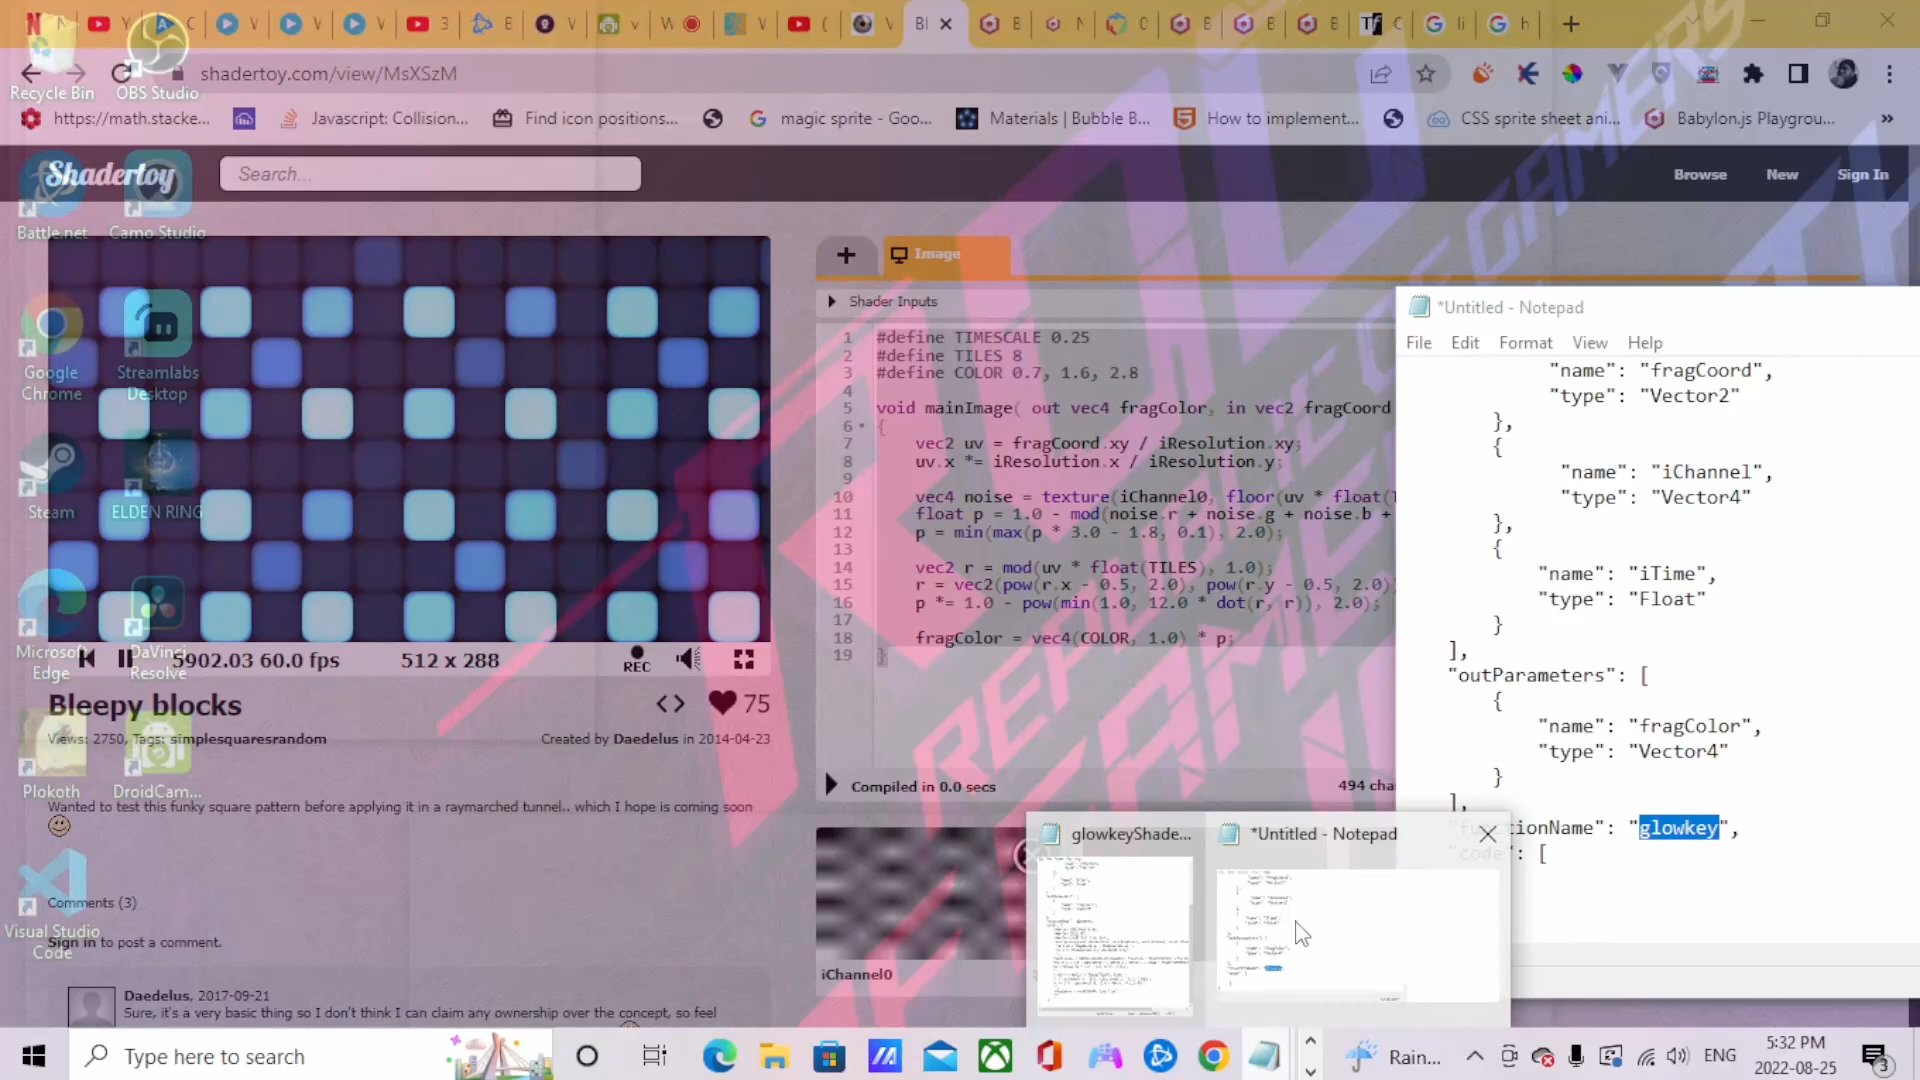 shadertoy.com/view/MsXSzM
https://math.stacke...
Javascript: Collision...
Find icon positions...
magic sprite - Goo...
Materials | Bubble B...
How to implement...
CSS sprite sheet ani...
Babylon.js Playgrou...
»
Recycle Bin
OBS Studio
Shadertoy
Search...
Browse
New
Sign In
Battle.net
Camo Studio
Google Chrome
Streamlabs Desktop
Steam
ELDEN RING
Microsoft Edge
DaVinci Resolve
Plokoth
DroidCam...
Visual Studio Code
5902.03 60.0 fps
512 x 288
REC
Bleepy blocks
75
Views: 2750, Tags: simplesquaresrandom
Created by Daedelus in 2014-04-23
Wanted to test this funky square pattern before applying it in a raymarched tunnel.. which I hope is coming soon
Comments (3)
Sign in to post a comment.
Daedelus, 2017-09-21
Sure, it's a very basic thing so I don't think I can claim any ownership over the concept, so feel
+
Image
Shader Inputs
1 #define TIMESCALE 0.25
2 #define TILES 8
3 #define COLOR 0.7, 1.6, 2.8
4
5 void mainImage( out vec4 fragColor, in vec2 fragCoord
6 {
7 vec2 uv = fragCoord.xy / iResolution.xy;
8 uv.x *= iResolution.x / iResolution.y;
9
10 vec4 noise = texture(iChannel0, floor(uv * float(
11 float p = 1.0 - mod(noise.r + noise.g + noise.b +
12 p = min(max(p * 3.0 - 1.8, 0.1), 2.0);
13
14 vec2 r = mod(uv * float(TILES), 1.0);
15 r = vec2(pow(r.x - 0.5, 2.0), pow(r.y - 0.5, 2.0)
16 p *= 1.0 - pow(min(1.0, 12.0 * dot(r, r)), 2.0);
17
18 fragColor = vec4(COLOR, 1.0) * p;
19 }
Compiled in 0.0 secs
494 cha
iChannel0
*Untitled - Notepad
File Edit Format View Help
"name": "fragCoord",
"type": "Vector2"
},
{
"name": "iChannel",
"type": "Vector4"
},
{
"name": "iTime",
"type": "Float"
}
],
"outParameters": [
{
"name": "fragColor",
"type": "Vector4"
}
],
"functionName": "glowkey",
"code": [
glowkeyShade...
*Untitled - Notepad
Type here to search
Rain...
ENG
5:32 PM
2022-08-25
3
REPUBLIC OF GAMERS